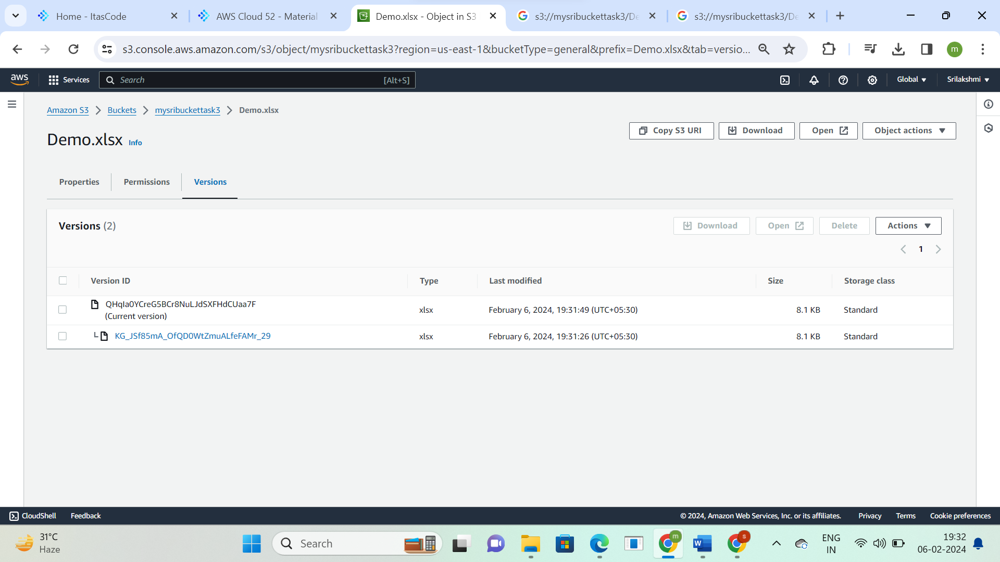 Home - ItasCode
AWS Cloud 52 - Material
Demo.xlsx - Object in S3
s3://mysribuckettask3/De
s3://mysribuckettask3/De
s3.console.aws.amazon.com/s3/object/mysribuckettask3?region=us-east-1&bucketType=general&prefix=Demo.xlsx&tab=versio...
m
aws
Services
Search
[Alt+S]
Global
Srilakshmi
Amazon S3
Buckets
mysribuckettask3
Demo.xlsx
Demo.xlsx
Info
Copy S3 URI
Download
Open
Object actions
Properties
Permissions
Versions
Versions (2)
Download
Open
Delete
Actions
1
Version ID
Type
Last modified
Size
Storage class
QHqIa0YCreG5BCr8NuLJdSXFHdCUaa7F
(Current version)
xlsx
February 6, 2024, 19:31:49 (UTC+05:30)
8.1 KB
Standard
KG_JSf85mA_OfQD0WtZmuALfeFAMr_29
xlsx
February 6, 2024, 19:31:26 (UTC+05:30)
8.1 KB
Standard
CloudShell
Feedback
© 2024, Amazon Web Services, Inc. or its affiliates.
Privacy
Terms
Cookie preferences
31°C
Haze
Search
m
W
s
ENG
IN
19:32
06-02-2024